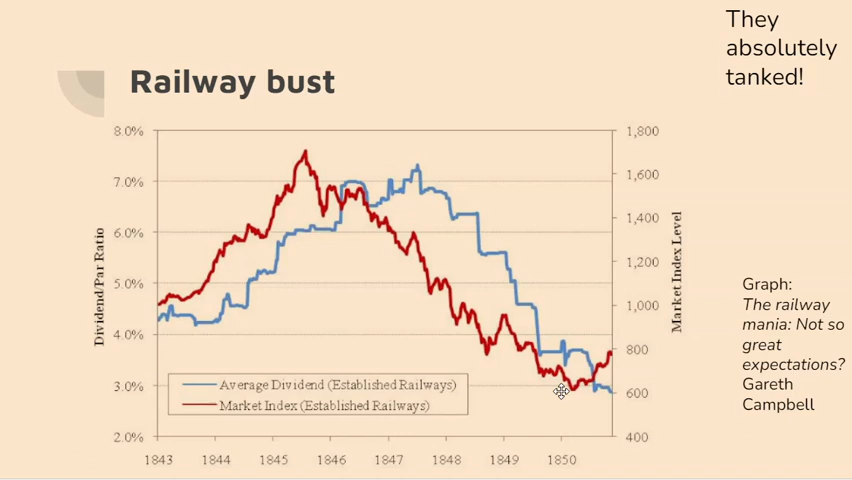 They
absolutely
tanked!
Railway bust
8.0%
7.0%
6.0%
5.0%
4.0%
3.0%
2.0%
Dividend/Par Ratio
1,800
1,600
1,400
1,200
1,000
800
600
400
Market Index Level
Average Dividend (Established Railways)
Market Index (Established Railways)
1843 1844 1845 1846 1847 1848 1849 1850
Graph:
The railway
mania: Not so
great
expectations?
Gareth
Campbell